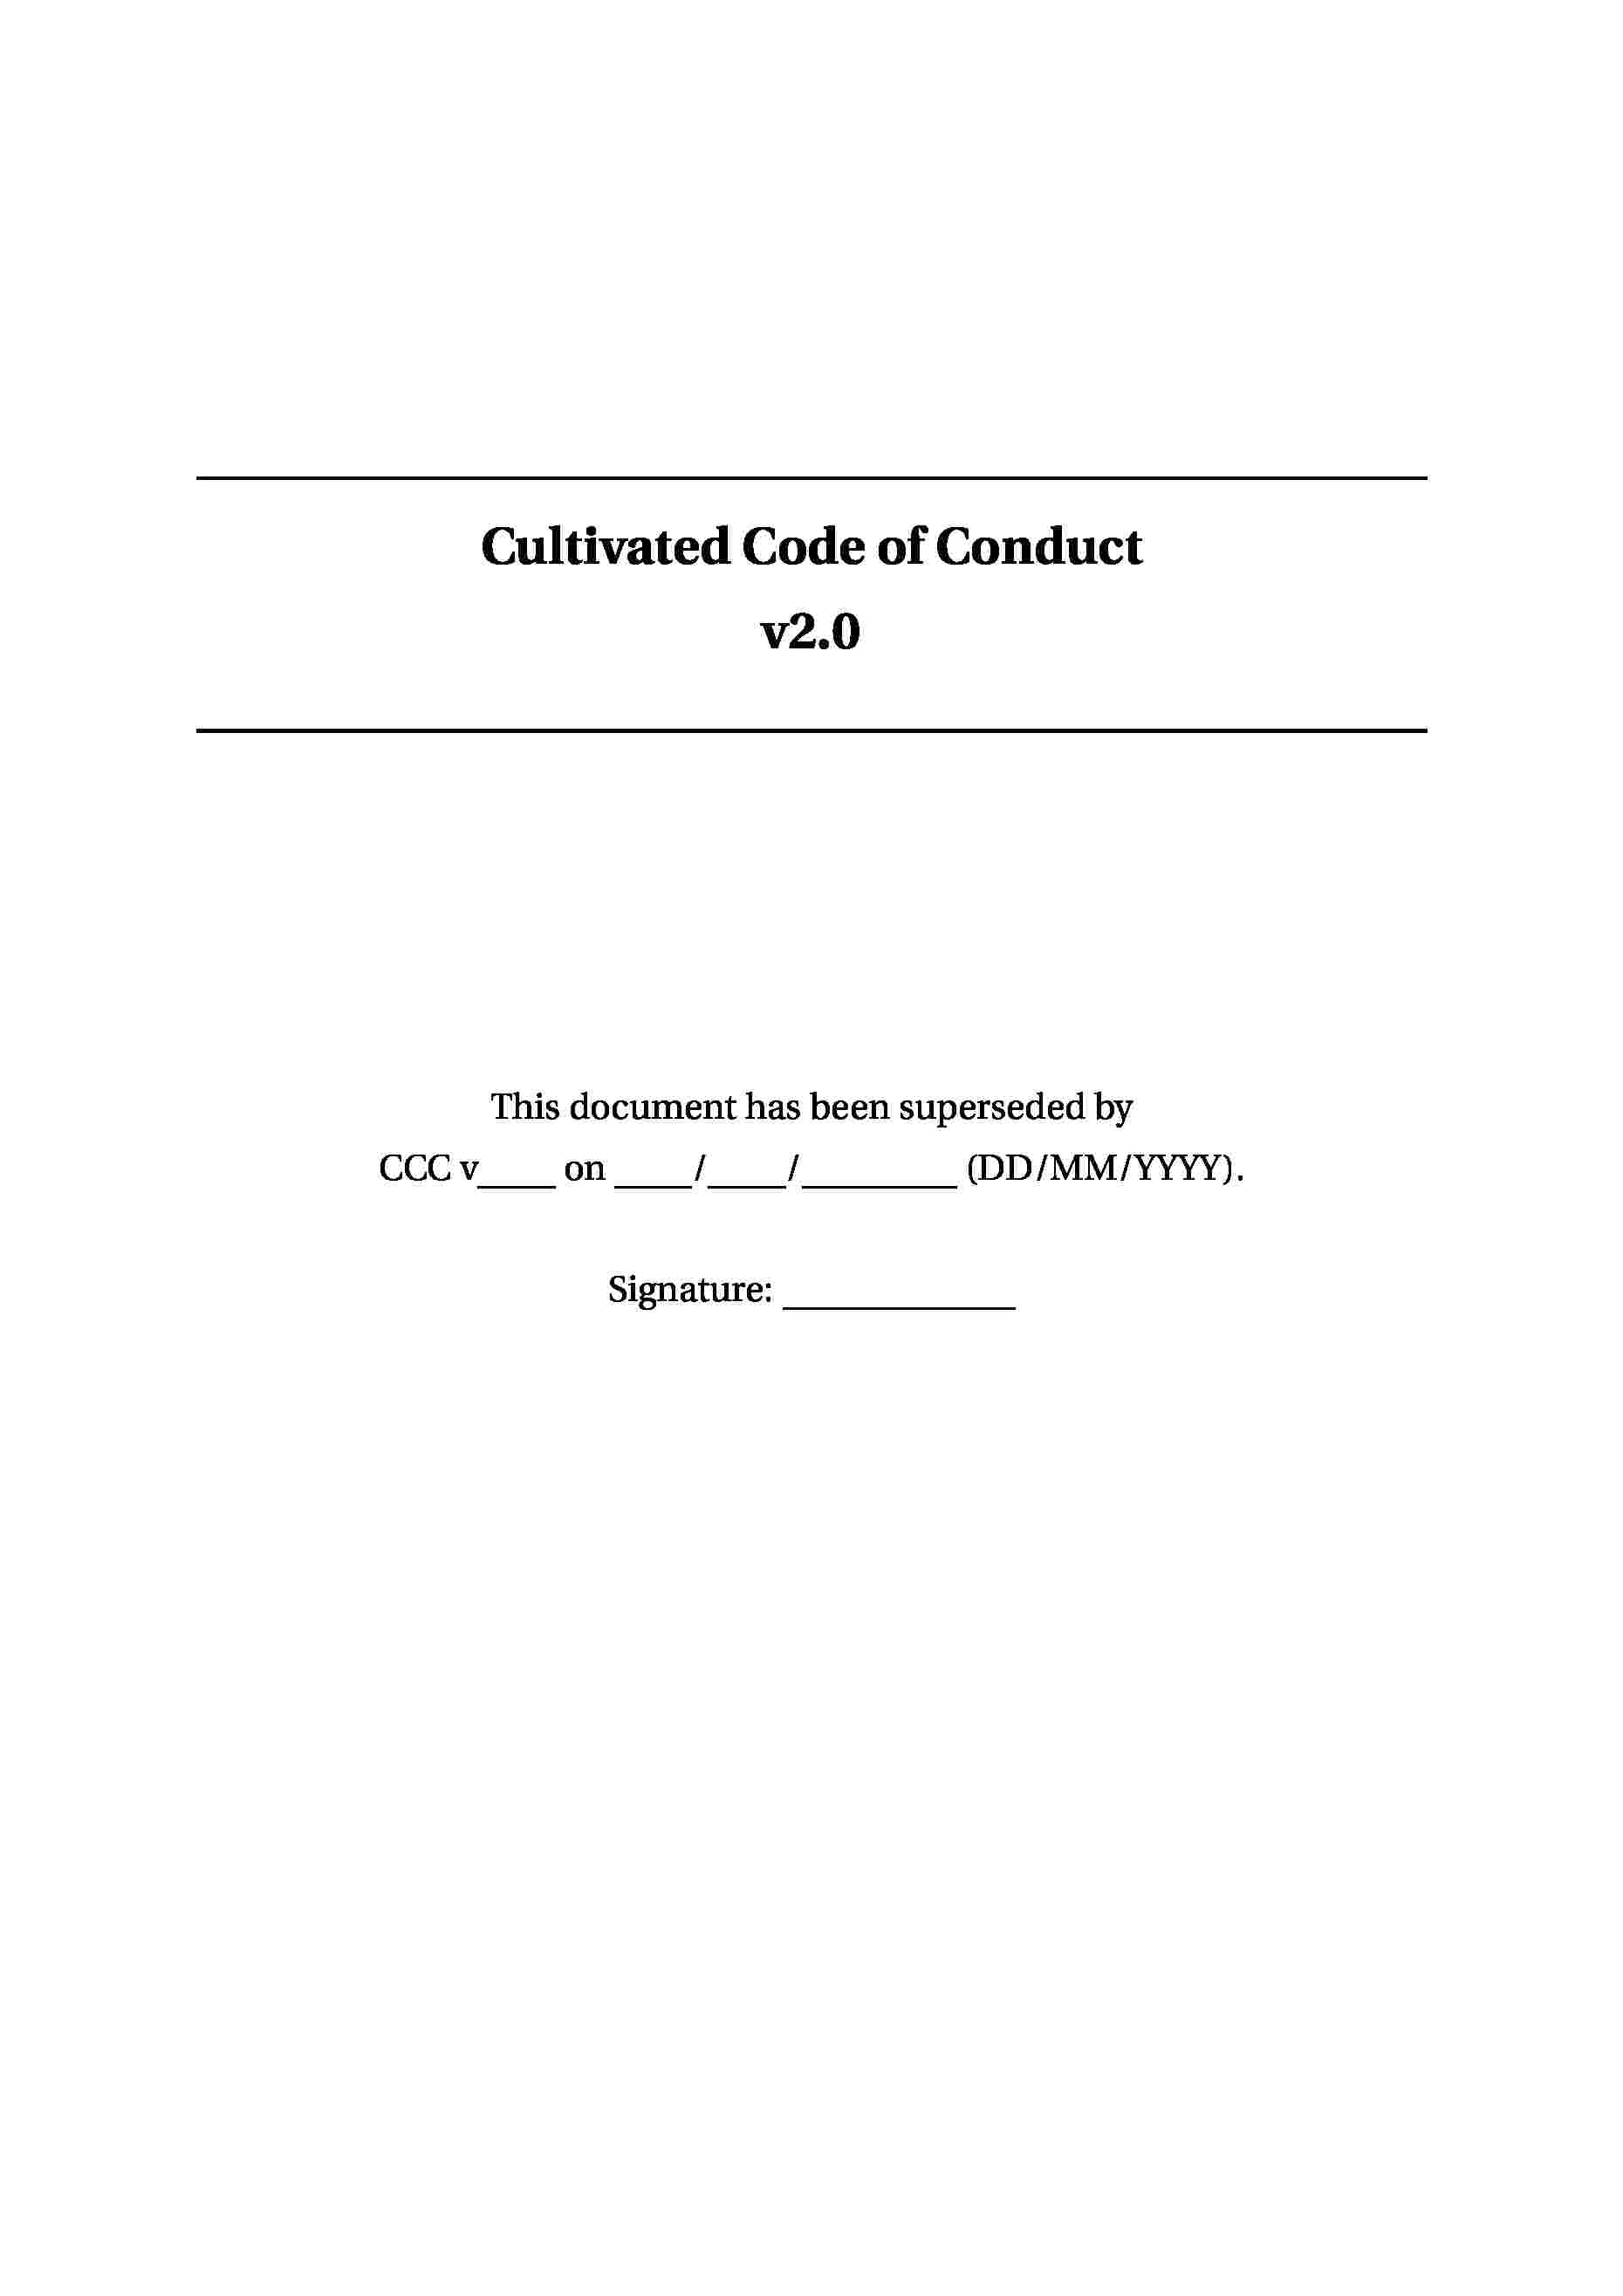 Cultivated Code of Conduct
v2.0
This document has been superseded by
CCC v____ on ____/____/________ (DD/MM/YYYY).
Signature: ____________